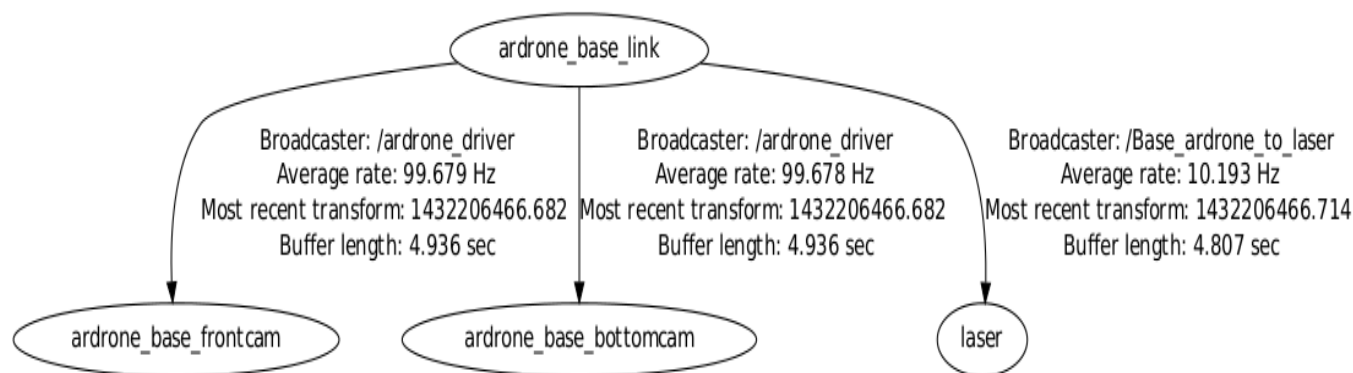 ardrone_base_link
Broadcaster: /ardrone_driver
Average rate: 99.679 Hz
Most recent transform: 1432206466.682
Buffer length: 4.936 sec
Broadcaster: /ardrone_driver
Average rate: 99.678 Hz
Most recent transform: 1432206466.682
Buffer length: 4.936 sec
Broadcaster: /Base_ardrone_to_laser
Average rate: 10.193 Hz
Most recent transform: 1432206466.714
Buffer length: 4.807 sec
ardrone_base_frontcam
ardrone_base_bottomcam
laser